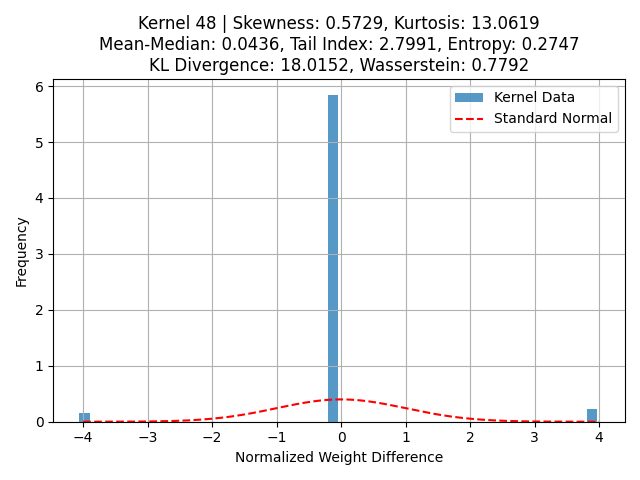 Kernel 48 | Skewness: 0.5729, Kurtosis: 13.0619
Mean-Median: 0.0436, Tail Index: 2.7991, Entropy: 0.2747
KL Divergence: 18.0152, Wasserstein: 0.7792
Kernel Data
Standard Normal
Frequency
6
5
4
3
2
1
0
−4 −3 −2 −1 0 1 2 3 4
Normalized Weight Difference